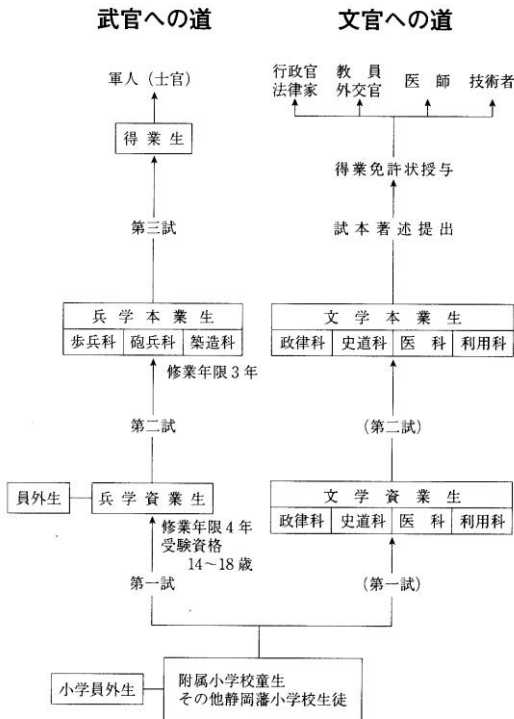 武官への道
軍人（士官）
得業生
第三試
兵学本業生
歩兵科 砲兵科 築造科
修業年限3年
第二試
員外生
兵学資業生
修業年限4年
受験資格
14～18歳
第一試
文官への道
行政官 教員 医師 技術者
法律家 外交官
得業免許状授与
試本著述提出
文学本業生
政律科 史道科 医科 利用科
(第二試)
文学資業生
政律科 史道科 医科 利用科
(第一試)
小学員外生
附属小学校童生
その他静岡藩小学校生徒